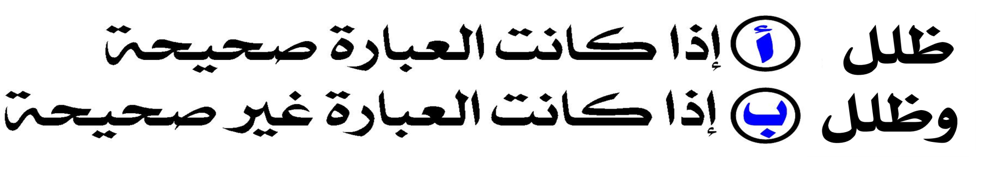 ظلل أ إذا كانت العبارة صحيحة
وظلل ب إذا كانت العبارة غير صحيحة